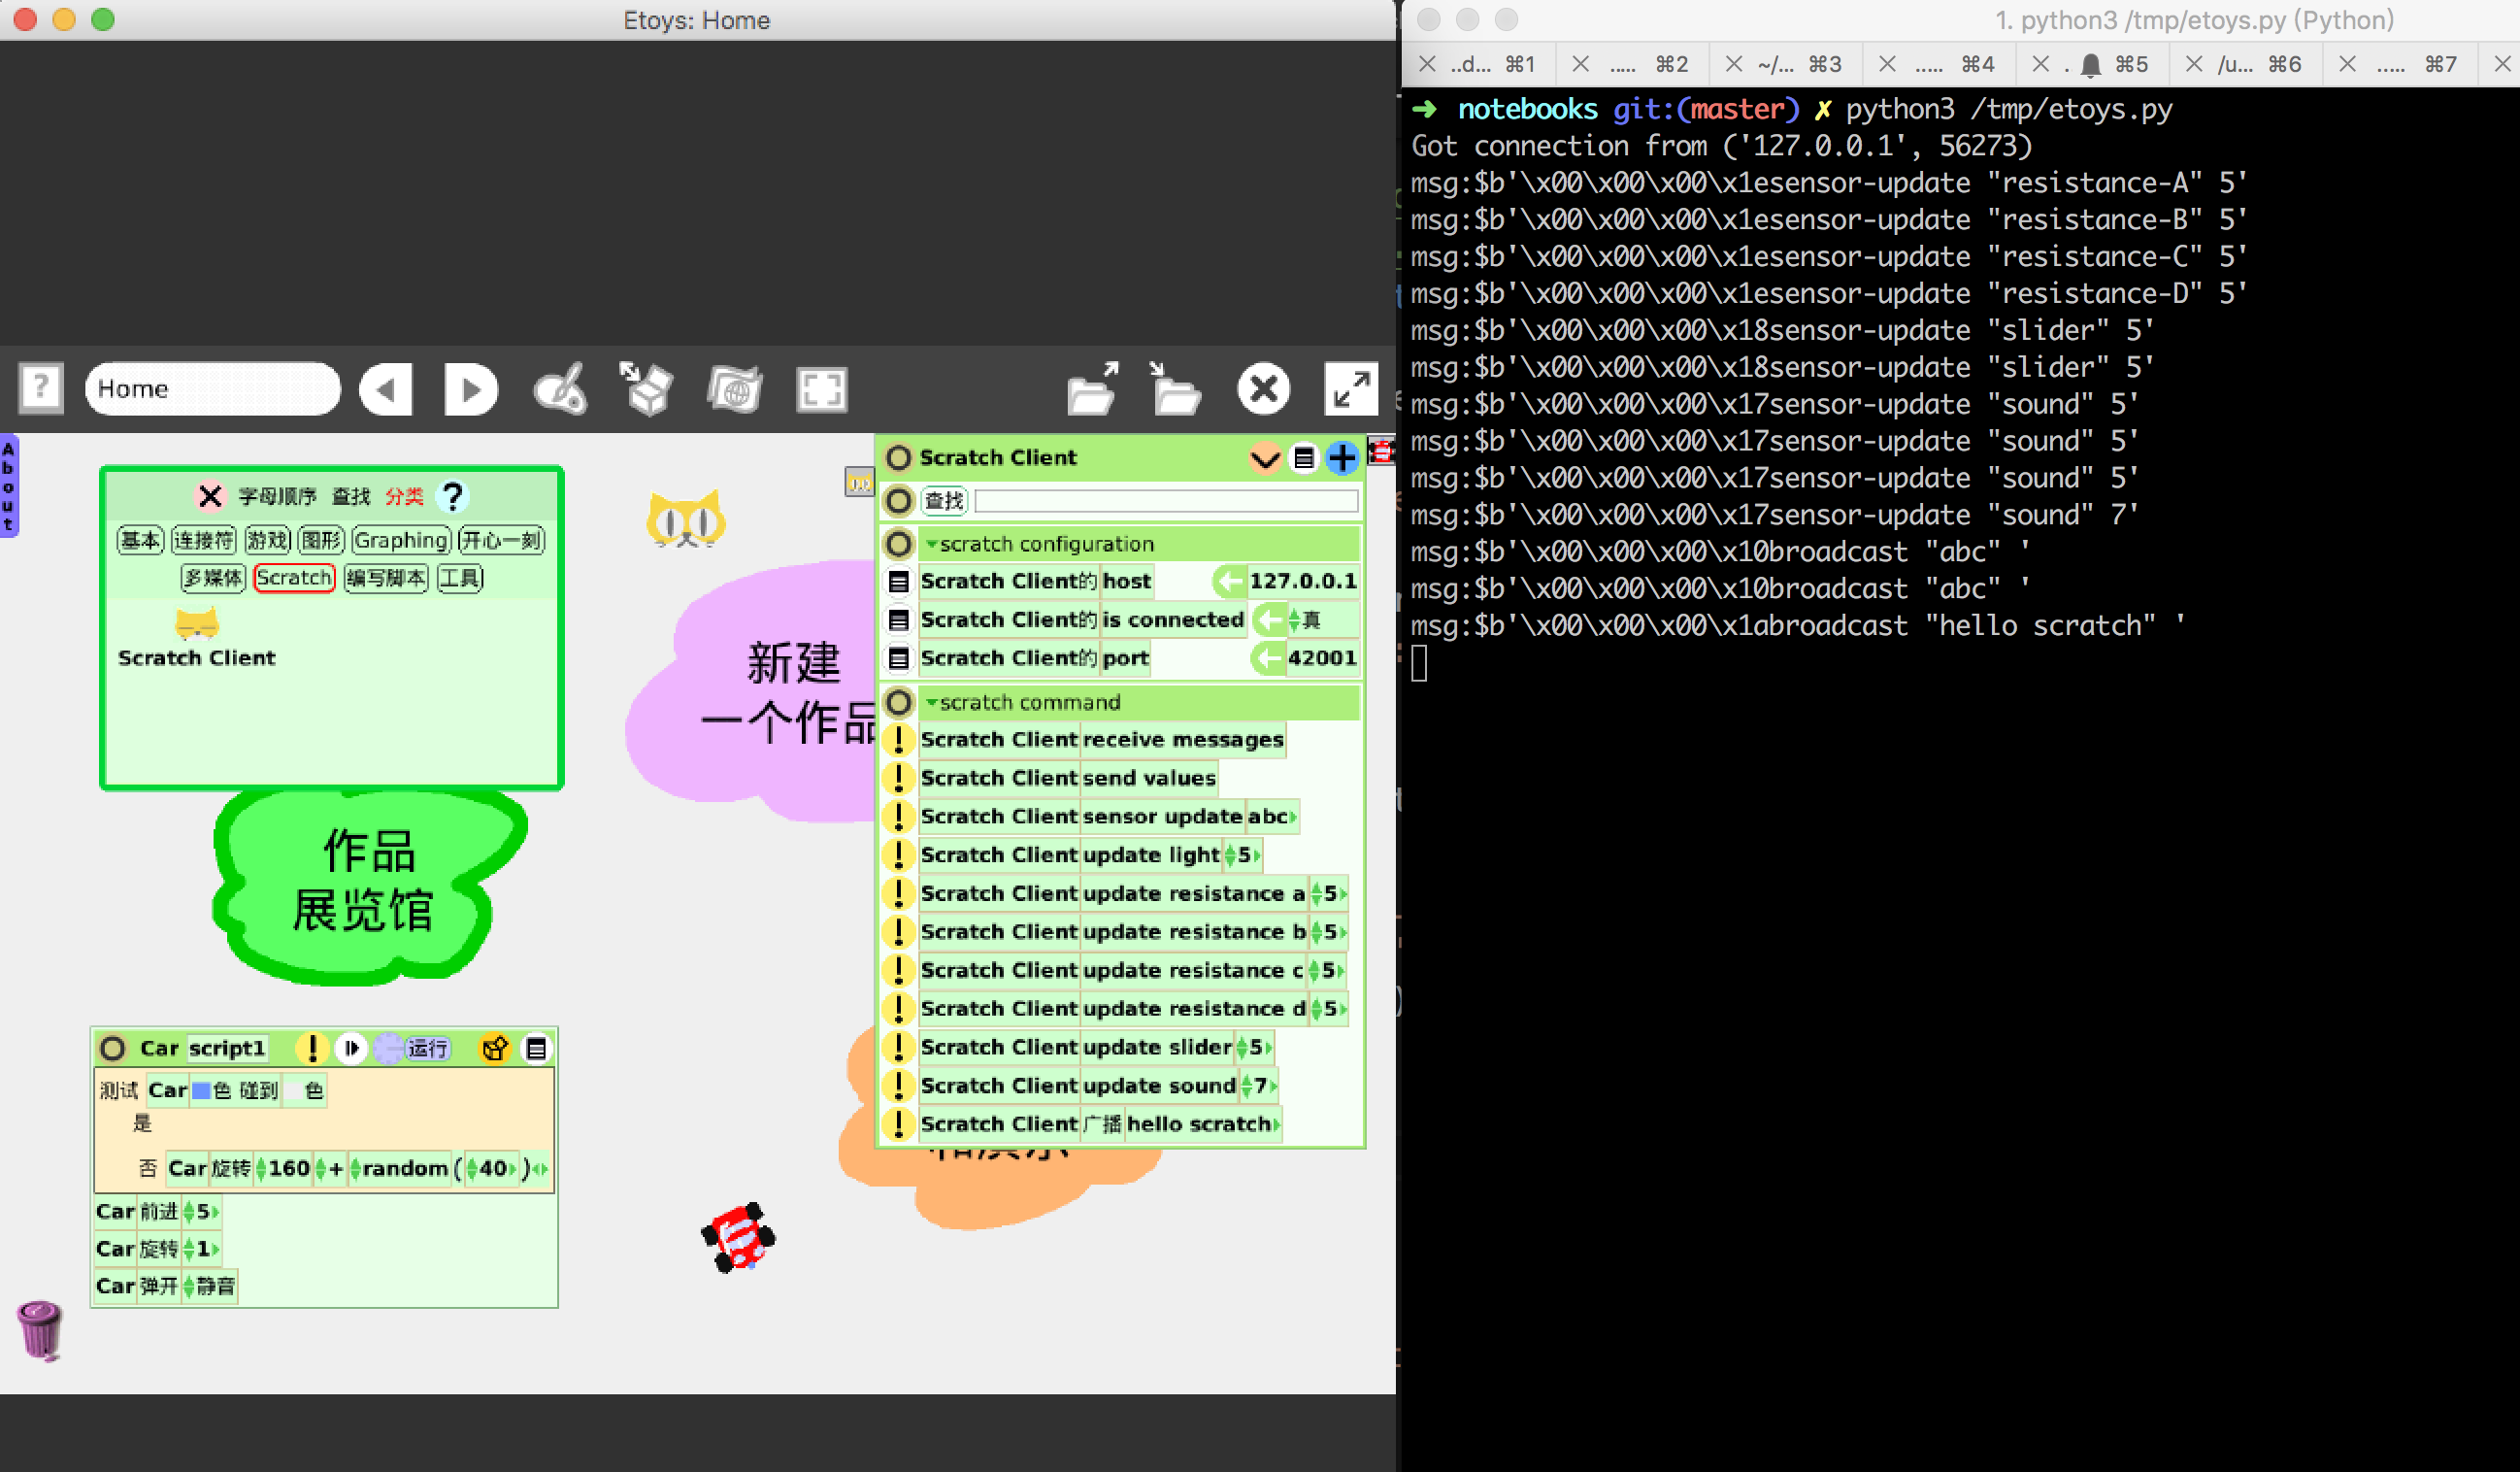 Etoys: Home
?
Home
About
字母顺序 查找 分类 ?
基本 连接符 游戏 图形 Graphing 开心一刻
多媒体 Scratch 编写脚本 工具
Scratch Client
新建
一个作品
作品
展览馆
Car script1 ! 运行
测试 Car 色 碰到 色
是
否 Car 旋转 160 + random ( 40 )
Car 前进 5
Car 旋转 1
Car 弹开 静音
Scratch Client
查找
scratch configuration
Scratch Client的 host 127.0.0.1
Scratch Client的 is connected 真
Scratch Client的 port 42001
scratch command
! Scratch Client receive messages
! Scratch Client send values
! Scratch Client sensor update abc
! Scratch Client update light 5
! Scratch Client update resistance a 5
! Scratch Client update resistance b 5
! Scratch Client update resistance c 5
! Scratch Client update resistance d 5
! Scratch Client update slider 5
! Scratch Client update sound 7
! Scratch Client 广播 hello scratch
1. python3 /tmp/etoys.py (Python)
..d... ⌘1 ..... ⌘2 ~/... ⌘3 ..... ⌘4 . ⌘5 /u... ⌘6 ..... ⌘7
➜ notebooks git:(master) ✗ python3 /tmp/etoys.py
Got connection from ('127.0.0.1', 56273)
msg:$b'\x00\x00\x00\x1esensor-update "resistance-A" 5'
msg:$b'\x00\x00\x00\x1esensor-update "resistance-B" 5'
msg:$b'\x00\x00\x00\x1esensor-update "resistance-C" 5'
msg:$b'\x00\x00\x00\x1esensor-update "resistance-D" 5'
msg:$b'\x00\x00\x00\x18sensor-update "slider" 5'
msg:$b'\x00\x00\x00\x18sensor-update "slider" 5'
msg:$b'\x00\x00\x00\x17sensor-update "sound" 5'
msg:$b'\x00\x00\x00\x17sensor-update "sound" 5'
msg:$b'\x00\x00\x00\x17sensor-update "sound" 5'
msg:$b'\x00\x00\x00\x17sensor-update "sound" 7'
msg:$b'\x00\x00\x00\x10broadcast "abc" '
msg:$b'\x00\x00\x00\x10broadcast "abc" '
msg:$b'\x00\x00\x00\x1abroadcast "hello scratch" '